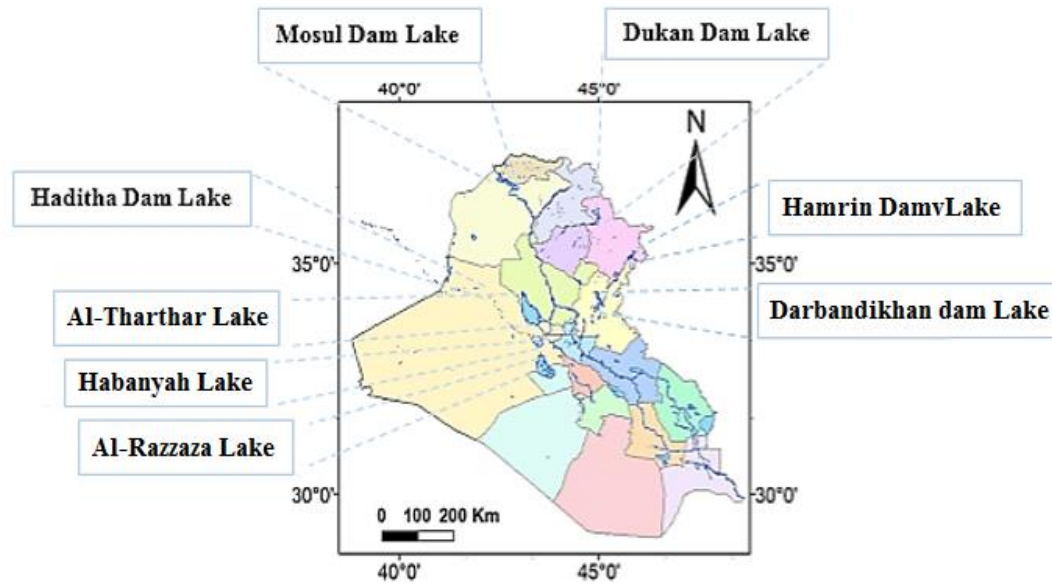 Mosul Dam Lake
Dukan Dam Lake
40°0'
45°0'
N
Haditha Dam Lake
Hamrin DamvLake
35°0'
35°0'
Al-Tharthar Lake
Darbandikhan dam Lake
Habanyah Lake
Al-Razzaza Lake
30°0'
30°0'
0 100 200 Km
40°0'
45°0'